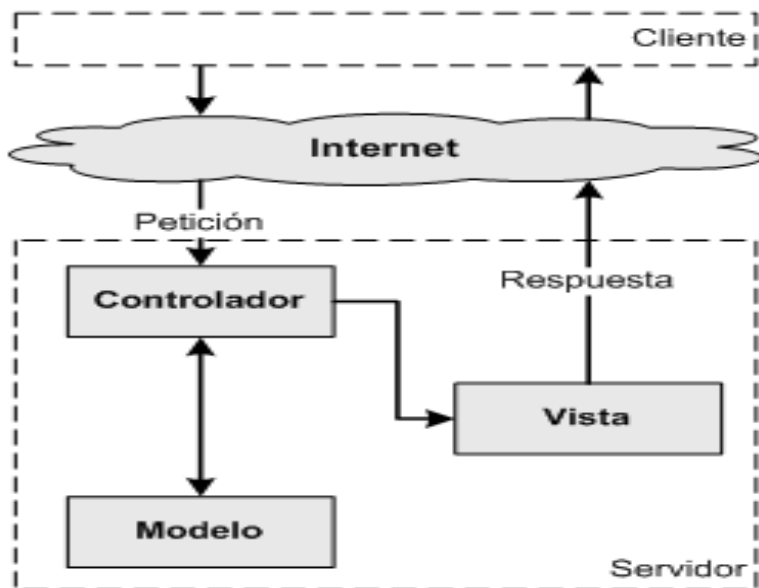 Cliente
Internet
Petición
Controlador
Respuesta
Vista
Modelo
Servidor